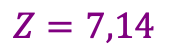 Z = 7,14